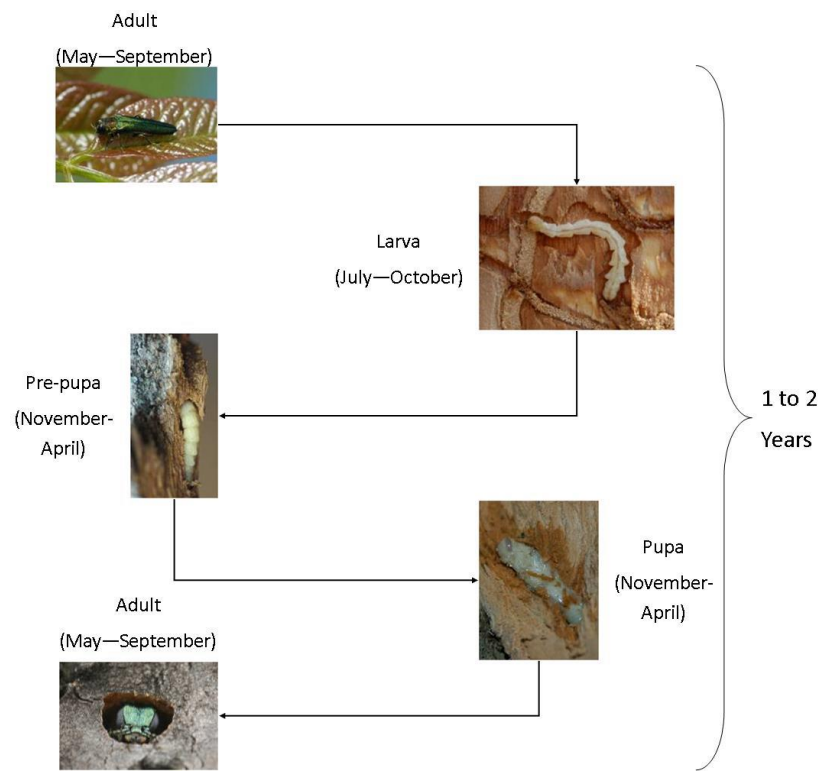 Adult
(May—September)
Larva
(July—October)
Pre-pupa
(November-
April)
Pupa
(November-
April)
Adult
(May—September)
1 to 2
Years